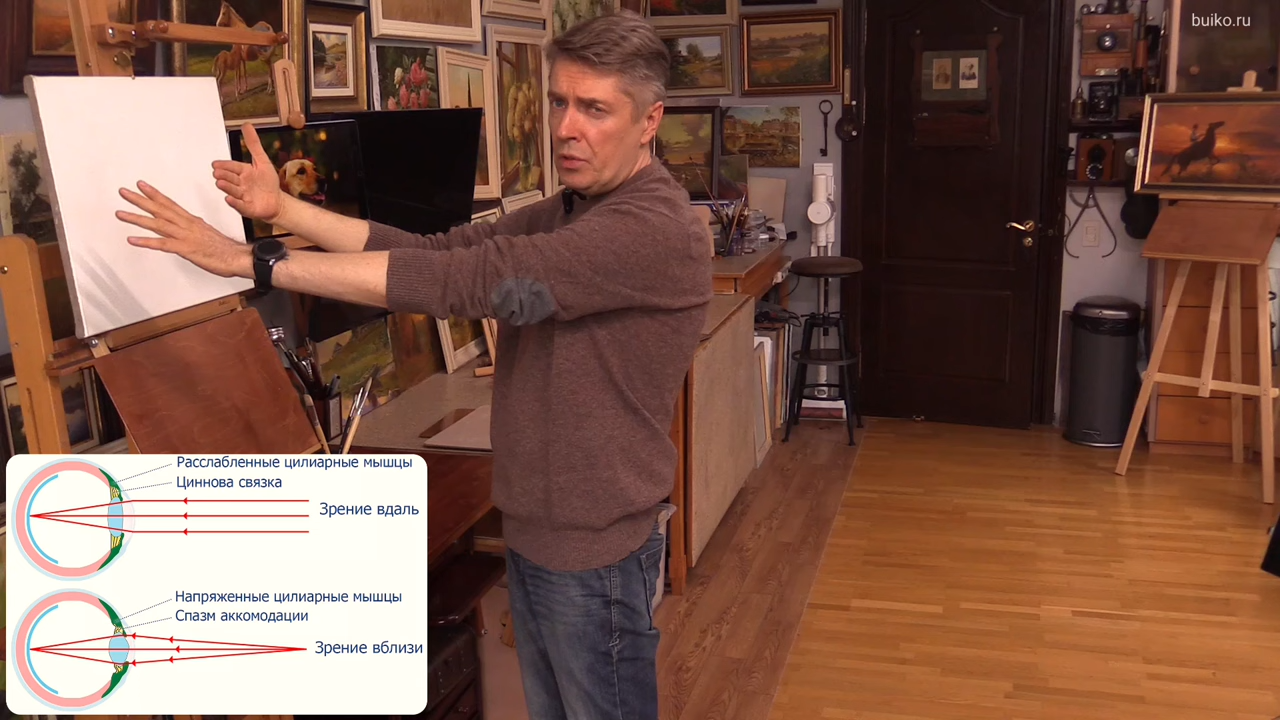 buiko.ru
Расслабленные цилиарные мышцы
Циннова связка
Зрение вдаль
Напряженные цилиарные мышцы
Спазм аккомодации
Зрение вблизи